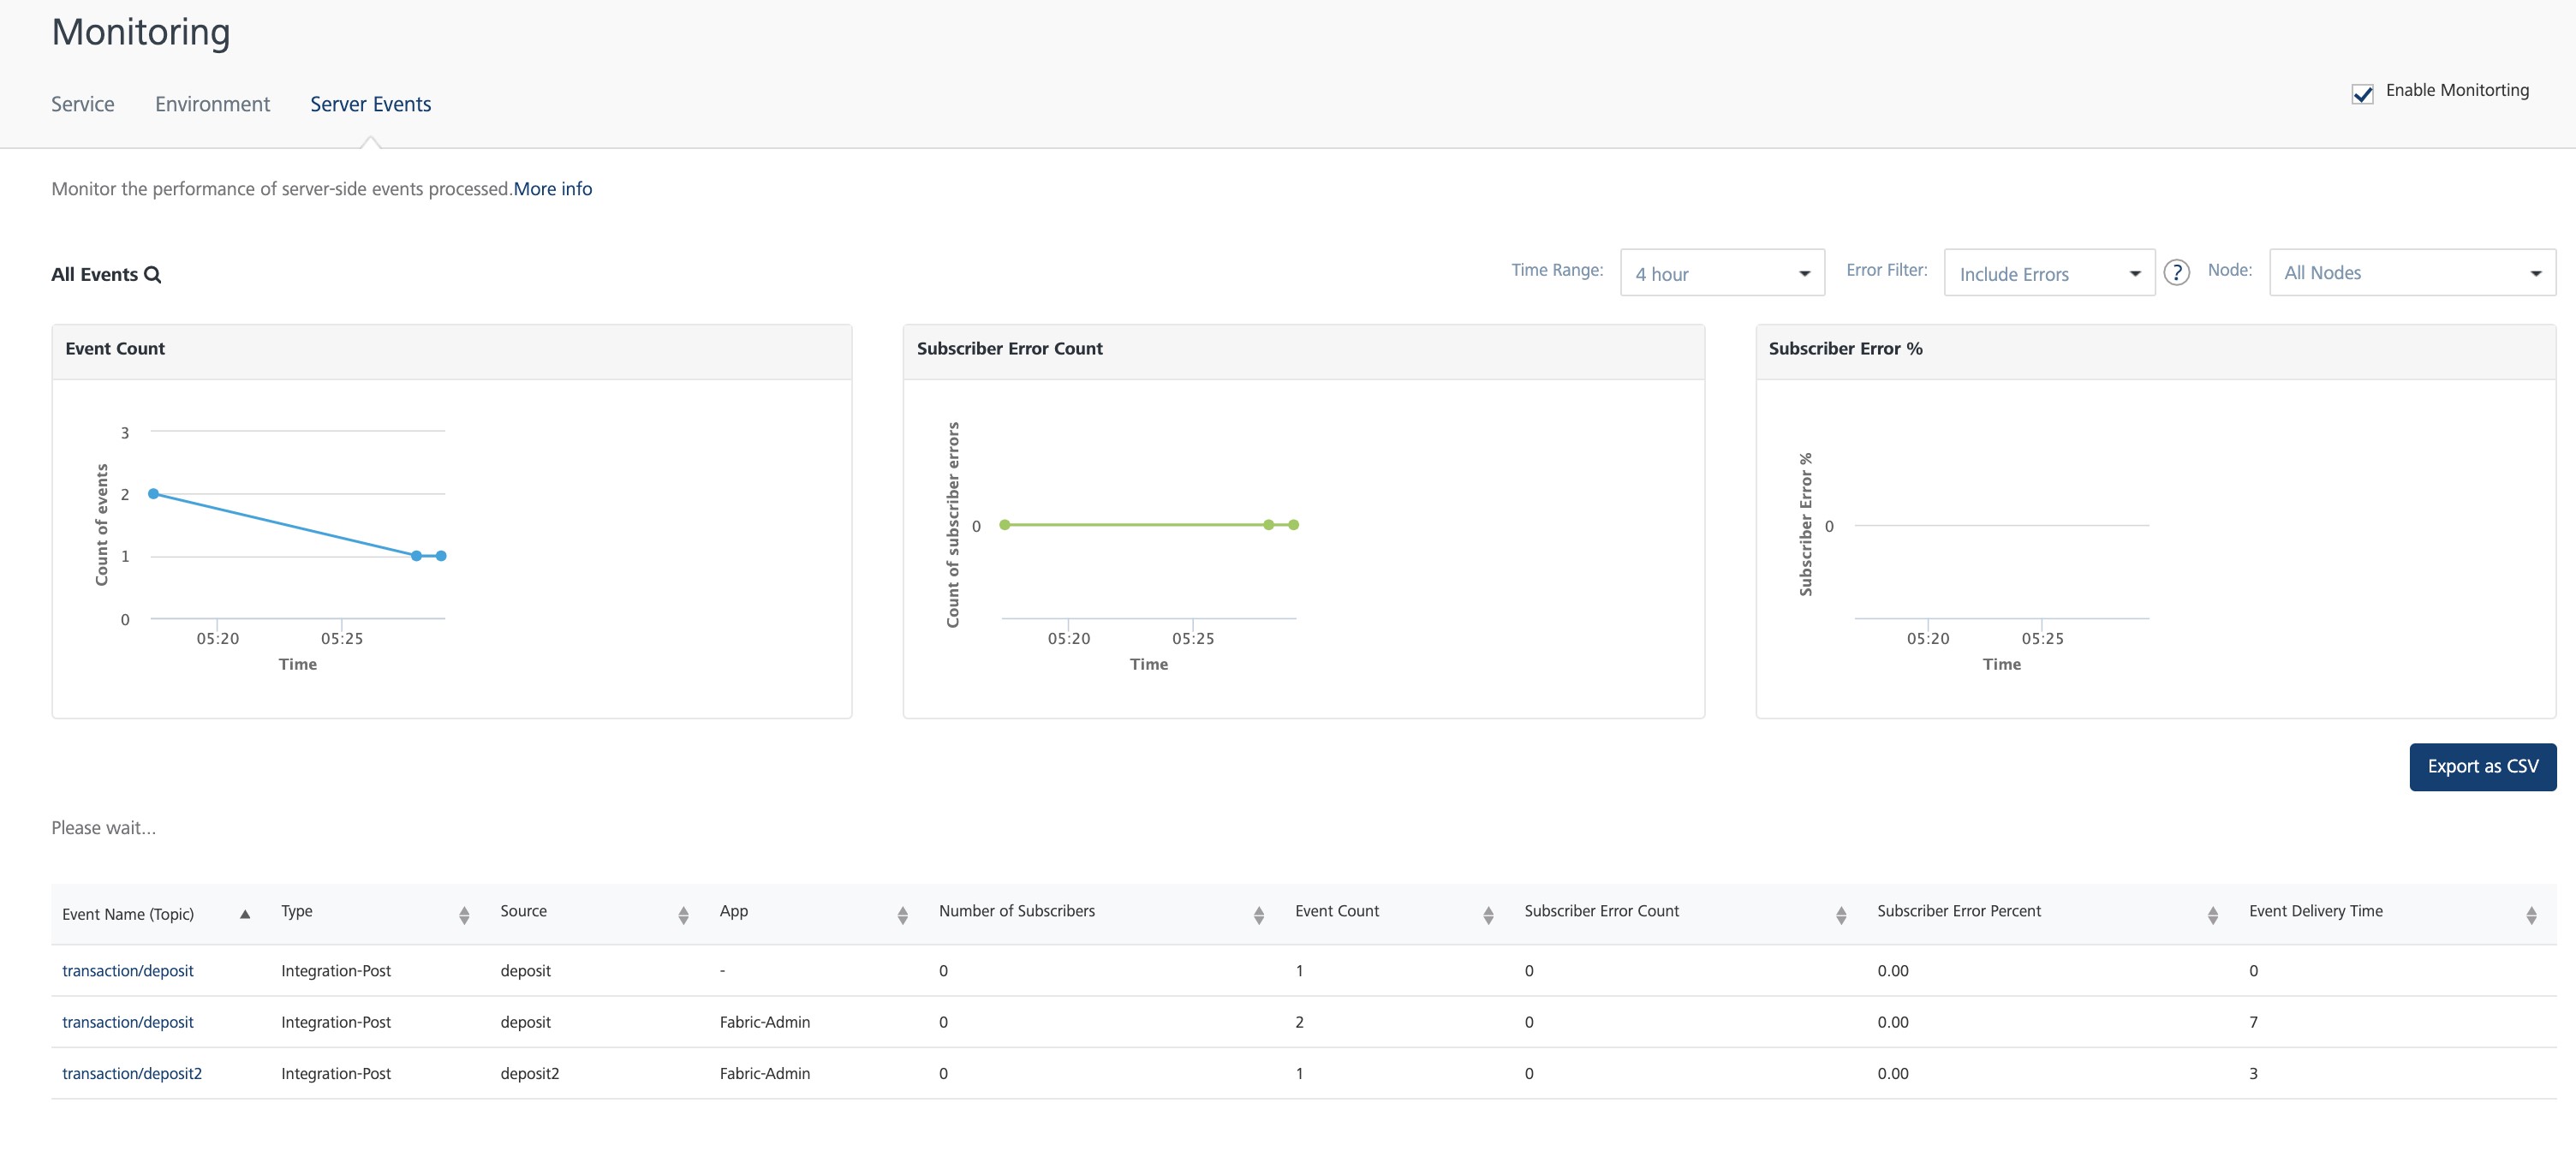 Monitoring
Service Environment Server Events
Enable Monitorting
Monitor the performance of server-side events processed.More info
All Events
Time Range: 4 hour Error Filter: Include Errors ? Node: All Nodes
Event Count
Count of events
3
2
1
0
05:20 05:25
Time
Subscriber Error Count
Count of subscriber errors
0
05:20 05:25
Time
Subscriber Error %
Subscriber Error %
0
05:20 05:25
Time
Export as CSV
Please wait...
Event Name (Topic) Type Source App Number of Subscribers Event Count Subscriber Error Count Subscriber Error Percent Event Delivery Time
transaction/deposit Integration-Post deposit - 0 1 0 0.00 0
transaction/deposit Integration-Post deposit Fabric-Admin 0 2 0 0.00 7
transaction/deposit2 Integration-Post deposit2 Fabric-Admin 0 1 0 0.00 3